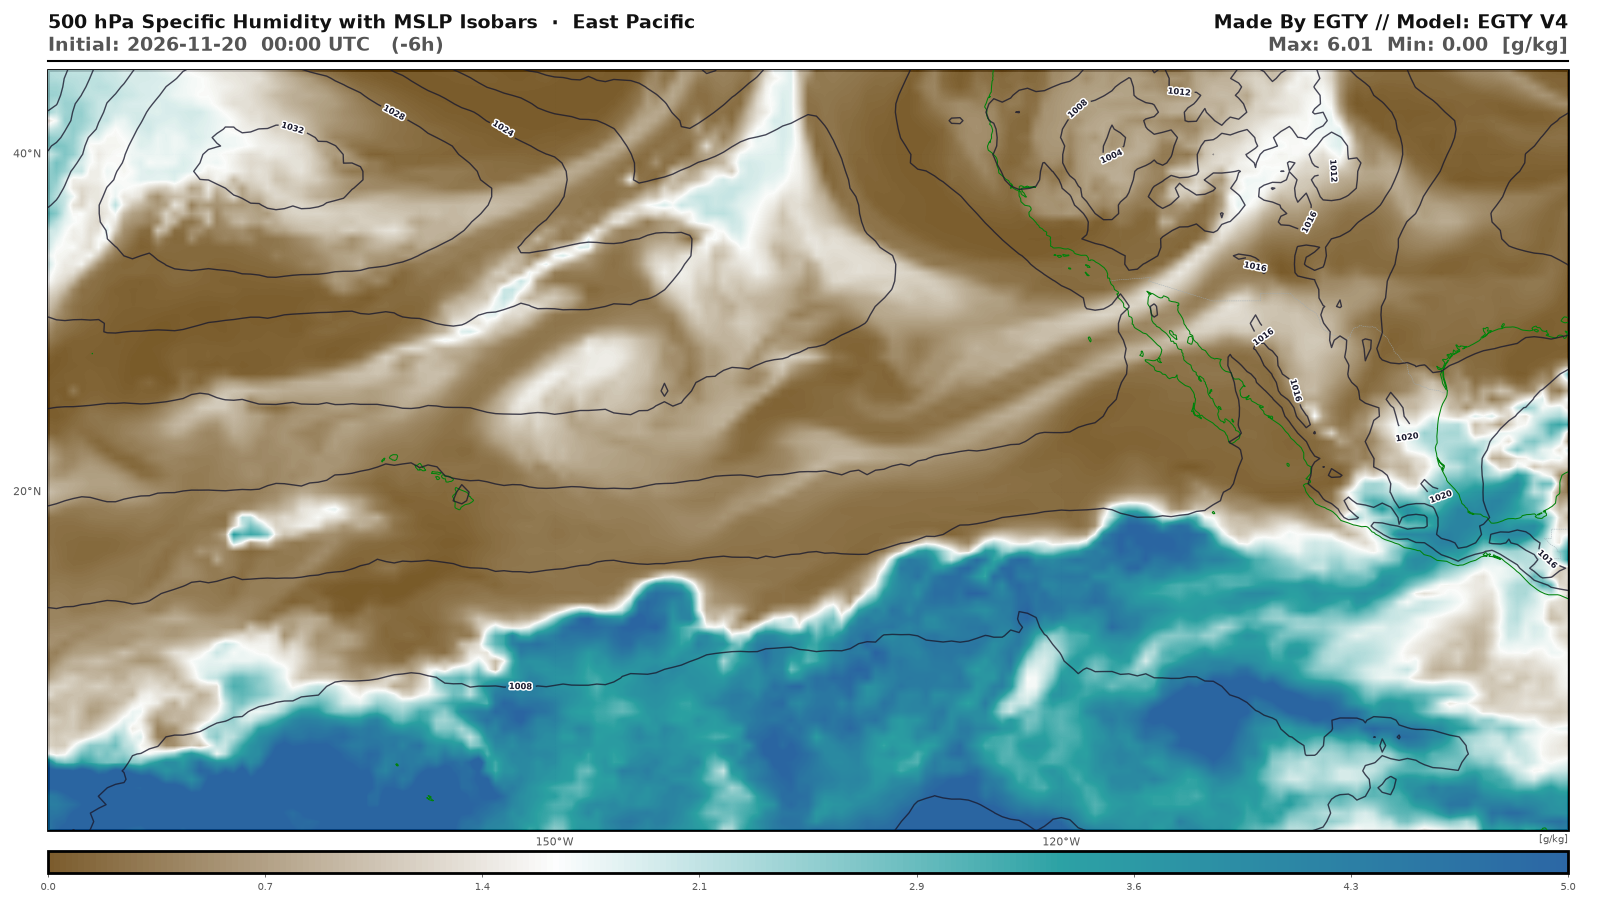 500 hPa Specific Humidity with MSLP Isobars · East Pacific
Made By EGTY // Model: EGTY V4
Initial: 2026-11-20 00:00 UTC (-6h)
Max: 6.01 Min: 0.00 [g/kg]
1012
1028
1008
1032
1024
40°N
1004
1012
1016
1016
1016
1016
1020
20°N
1020
1016
1008
150°W
120°W
[g/kg]
0.0 0.7 1.4 2.1 2.9 3.6 4.3 5.0